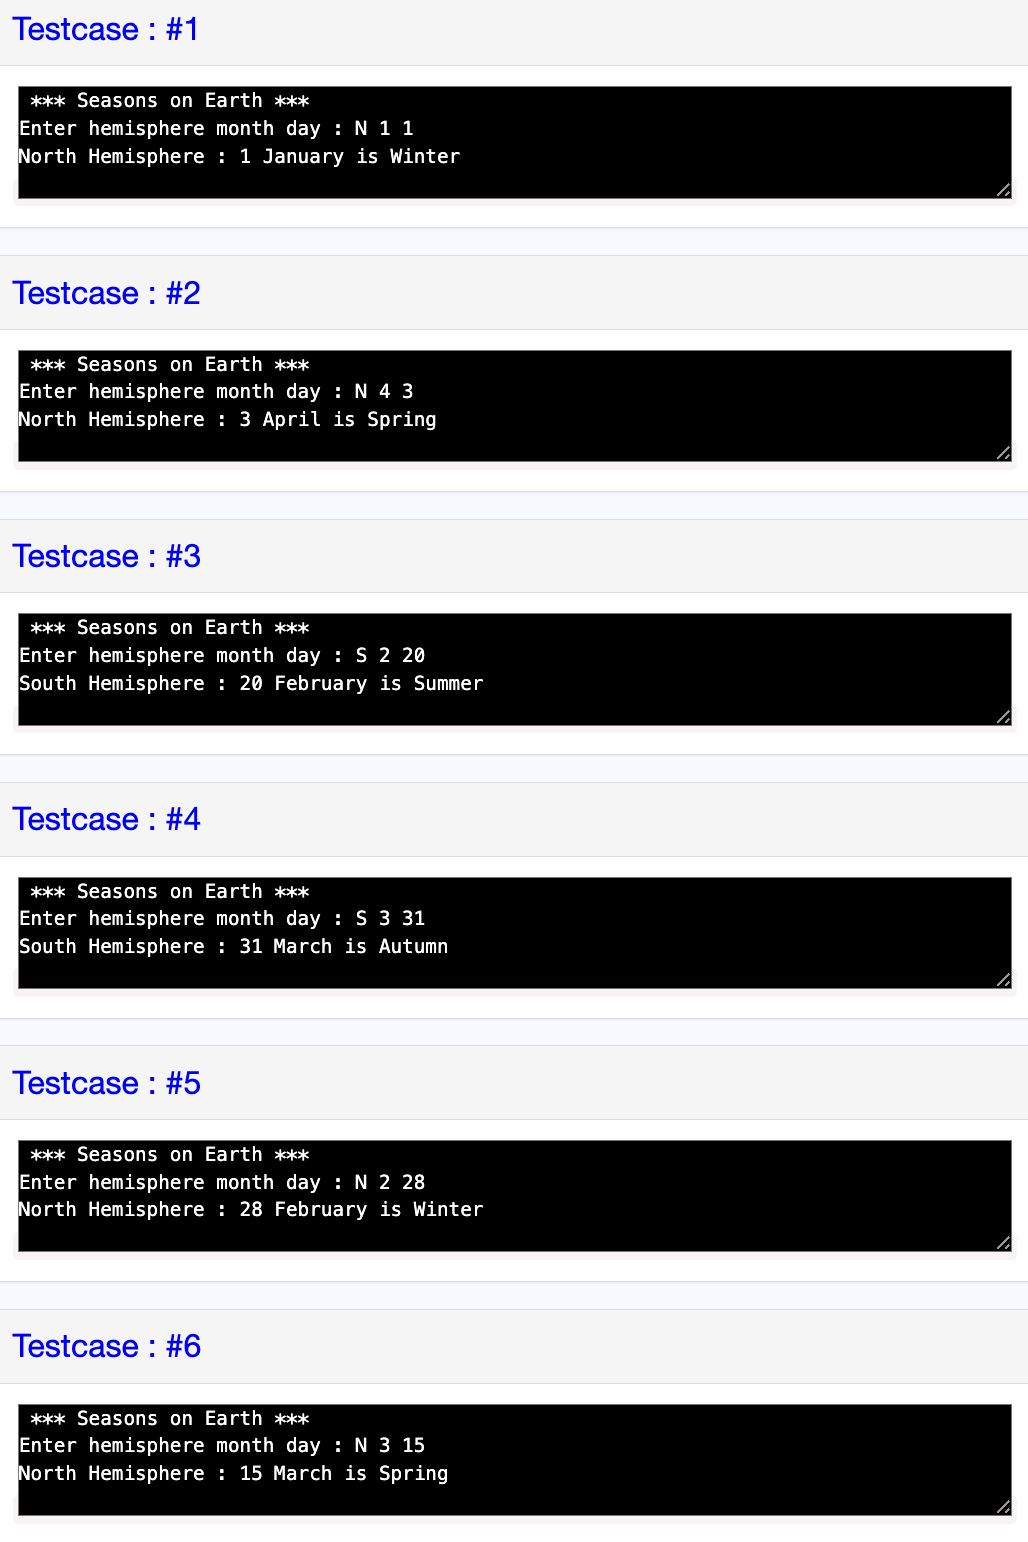 Testcase : #1
*** Seasons on Earth ***
Enter hemisphere month day : N 1 1
North Hemisphere : 1 January is Winter
Testcase : #2
*** Seasons on Earth ***
Enter hemisphere month day : N 4 3
North Hemisphere : 3 April is Spring
Testcase : #3
*** Seasons on Earth ***
Enter hemisphere month day : S 2 20
South Hemisphere : 20 February is Summer
Testcase : #4
*** Seasons on Earth ***
Enter hemisphere month day : S 3 31
South Hemisphere : 31 March is Autumn
Testcase : #5
*** Seasons on Earth ***
Enter hemisphere month day : N 2 28
North Hemisphere : 28 February is Winter
Testcase : #6
*** Seasons on Earth ***
Enter hemisphere month day : N 3 15
North Hemisphere : 15 March is Spring